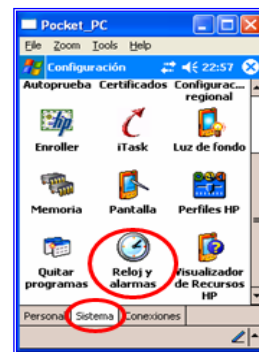 Pocket_PC
File Zoom Tools Help
Configuración 22:57
Autoprueba Certificados Configurac...
regional
hp
Enroller iTask Luz de fondo
Memoria Pantalla Perfiles HP
Quitar Reloj y Visualizador
programas alarmas de Recursos
HP
Personal Sistema Conexiones